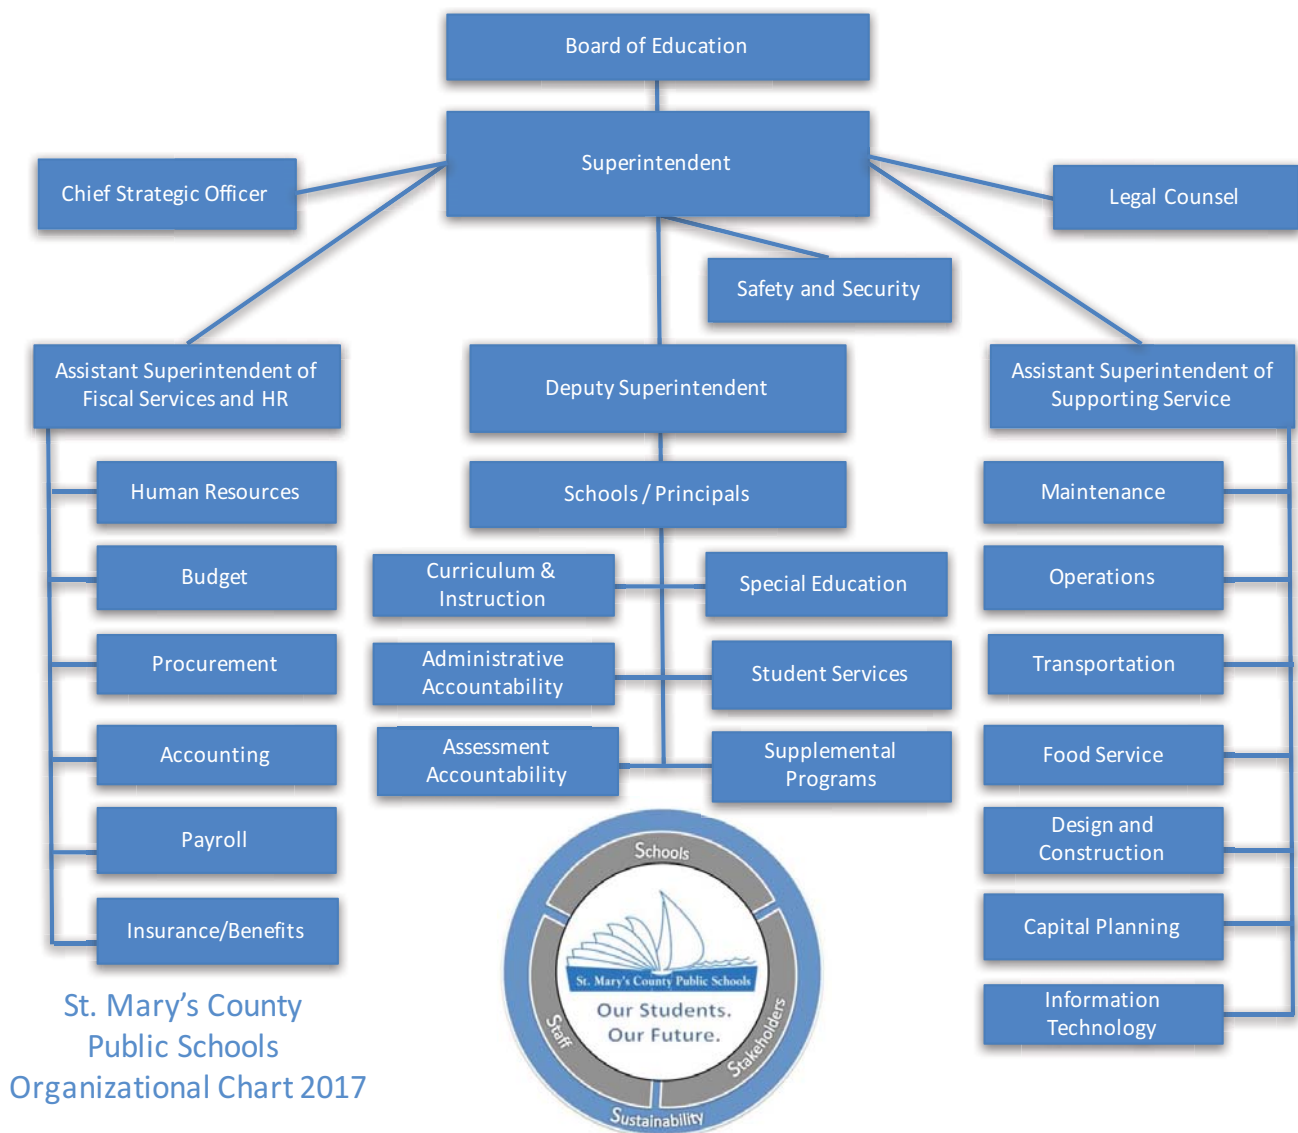 Board of Education
Superintendent
Chief Strategic Officer
Legal Counsel
Safety and Security
Assistant Superintendent of
Fiscal Services and HR
Deputy Superintendent
Assistant Superintendent of
Supporting Service
Human Resources
Budget
Procurement
Accounting
Payroll
Insurance/Benefits
Schools / Principals
Curriculum &
Instruction
Special Education
Administrative
Accountability
Student Services
Assessment
Accountability
Supplemental
Programs
Maintenance
Operations
Transportation
Food Service
Design and
Construction
Capital Planning
Information
Technology
Schools
St. Mary's County Public Schools
Our Students.
Our Future.
Staff
Stakeholders
Sustainability
St. Mary’s County
Public Schools
Organizational Chart 2017